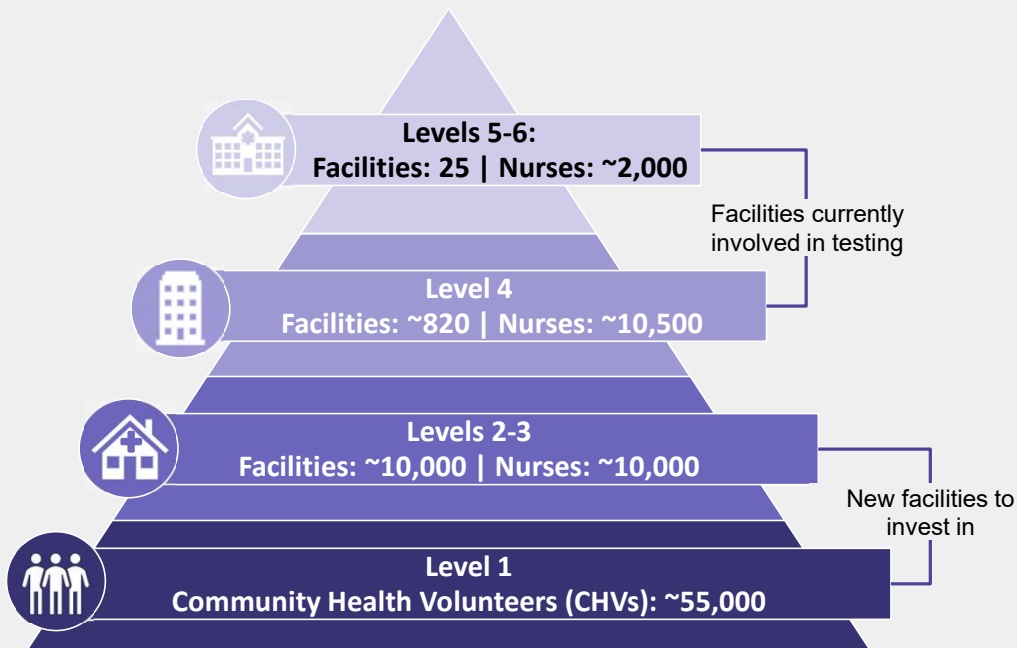 Levels 5-6:
Facilities: 25 | Nurses: ~2,000
Facilities currently
involved in testing
Level 4
Facilities: ~820 | Nurses: ~10,500
Levels 2-3
Facilities: ~10,000 | Nurses: ~10,000
New facilities to
invest in
Level 1
Community Health Volunteers (CHVs): ~55,000